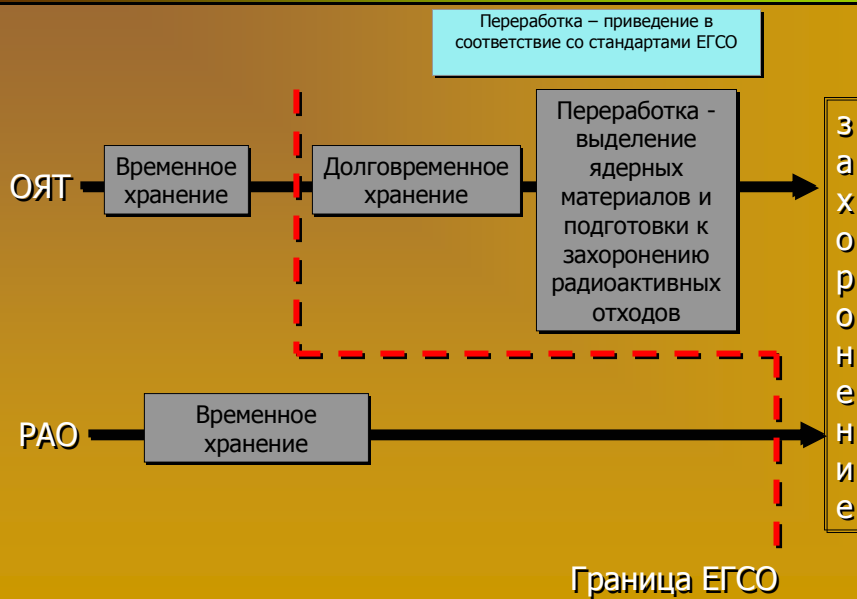 Переработка – приведение в
соответствие со стандартами ЕГСО
ОЯТ
Временное
хранение
Долговременное
хранение
Переработка -
выделение
ядерных
материалов и
подготовки к
захоронению
радиоактивных
отходов
захоронение
РАО
Временное
хранение
Граница ЕГСО